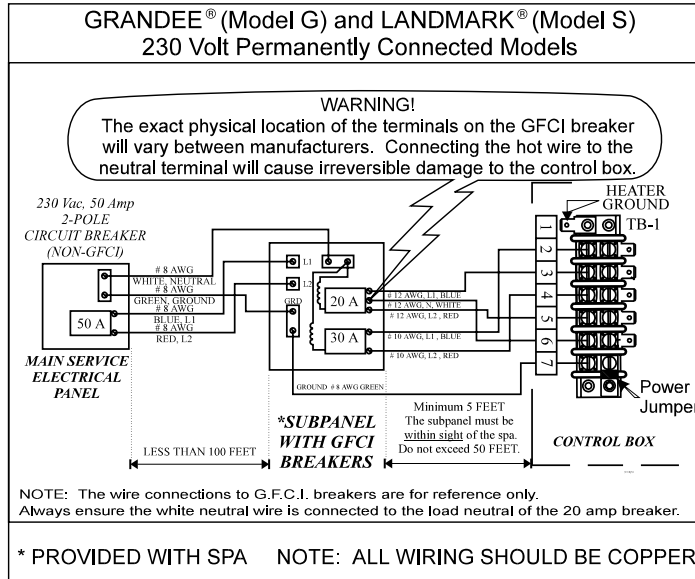 GRANDEE® (Model G) and LANDMARK® (Model S)
230 Volt Permanently Connected Models
WARNING!
The exact physical location of the terminals on the GFCI breaker
will vary between manufacturers. Connecting the hot wire to the
neutral terminal will cause irreversible damage to the control box.
230 Vac, 50 Amp
2-POLE
CIRCUIT BREAKER
(NON-GFCI)
HEATER
GROUND
TB-1
# 8 AWG
WHITE, NEUTRAL
# 8 AWG
GREEN, GROUND
# 8 AWG
BLUE, L1
# 8 AWG
RED, L2
50 A
MAIN SERVICE
ELECTRICAL
PANEL
L1
L2
GRD
20 A
30 A
# 12 AWG, L1, BLUE
# 12 AWG, N, WHITE
# 12 AWG, L2 , RED
# 10 AWG, L1 , BLUE
# 10 AWG, L2 , RED
GROUND # 8 AWG GREEN
1
2
3
4
5
6
7
Power
Jumper
*SUBPANEL
WITH GFCI
BREAKERS
LESS THAN 100 FEET
Minimum 5 FEET
The subpanel must be
within sight of the spa.
Do not exceed 50 FEET.
CONTROL BOX
NOTE: The wire connections to G.F.C.I. breakers are for reference only.
Always ensure the white neutral wire is connected to the load neutral of the 20 amp breaker.
* PROVIDED WITH SPA NOTE: ALL WIRING SHOULD BE COPPER